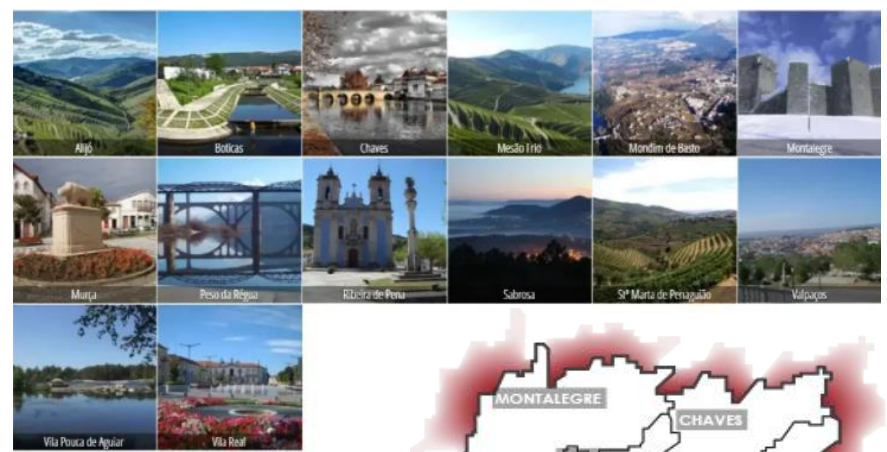 Alijó
Boticas
Chaves
Mesão Frio
Mondim de Basto
Montalegre
Murça
Peso da Régua
Ribeira de Pena
Sabrosa
Stª Marta de Penaguião
Valpaços
Vila Pouca de Aguiar
Vila Real
MONTALEGRE
CHAVES